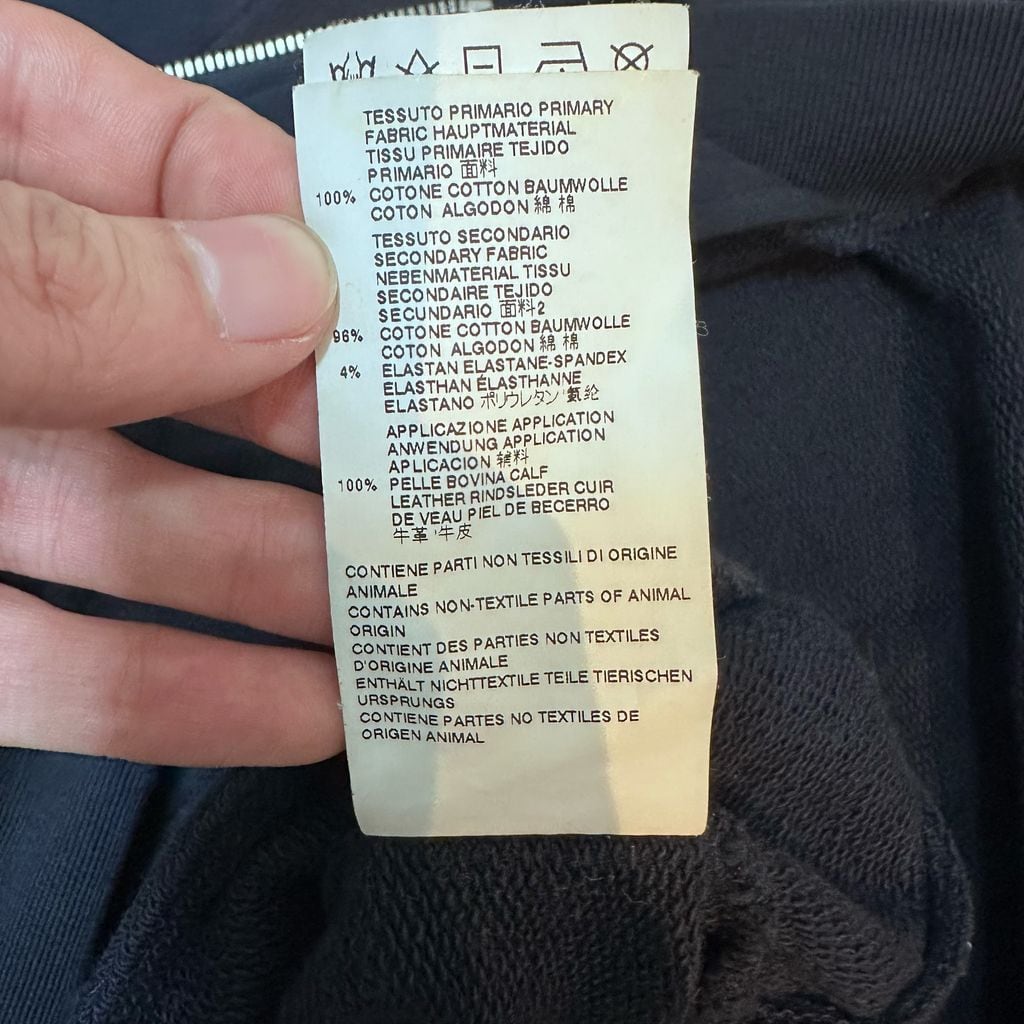 TESSUTO PRIMARIO PRIMARY
FABRIC HAUPTMATERIAL
TISSU PRIMAIRE TEJIDO
PRIMARIO 面料
100% COTONE COTTON BAUMWOLLE
COTON ALGODON 綿 棉
TESSUTO SECONDARIO
SECONDARY FABRIC
NEBENMATERIAL TISSU
SECONDAIRE TEJIDO
SECUNDARIO 面料2
96% COTONE COTTON BAUMWOLLE
COTON ALGODON 綿 棉
4% ELASTAN ELASTANE-SPANDEX
ELASTHAN ÉLASTHANNE
ELASTANO ポリウレタン 氨纶
APPLICAZIONE APPLICATION
ANWENDUNG APPLICATION
APLICACION 辅料
100% PELLE BOVINA CALF
LEATHER RINDSLEDER CUIR
DE VEAU PIEL DE BECERRO
牛革 牛皮
CONTIENE PARTI NON TESSILI DI ORIGINE
ANIMALE
CONTAINS NON-TEXTILE PARTS OF ANIMAL
ORIGIN
CONTIENT DES PARTIES NON TEXTILES
D'ORIGINE ANIMALE
ENTHÄLT NICHTTEXTILE TEILE TIERISCHEN
URSPRUNGS
CONTIENE PARTES NO TEXTILES DE
ORIGEN ANIMAL